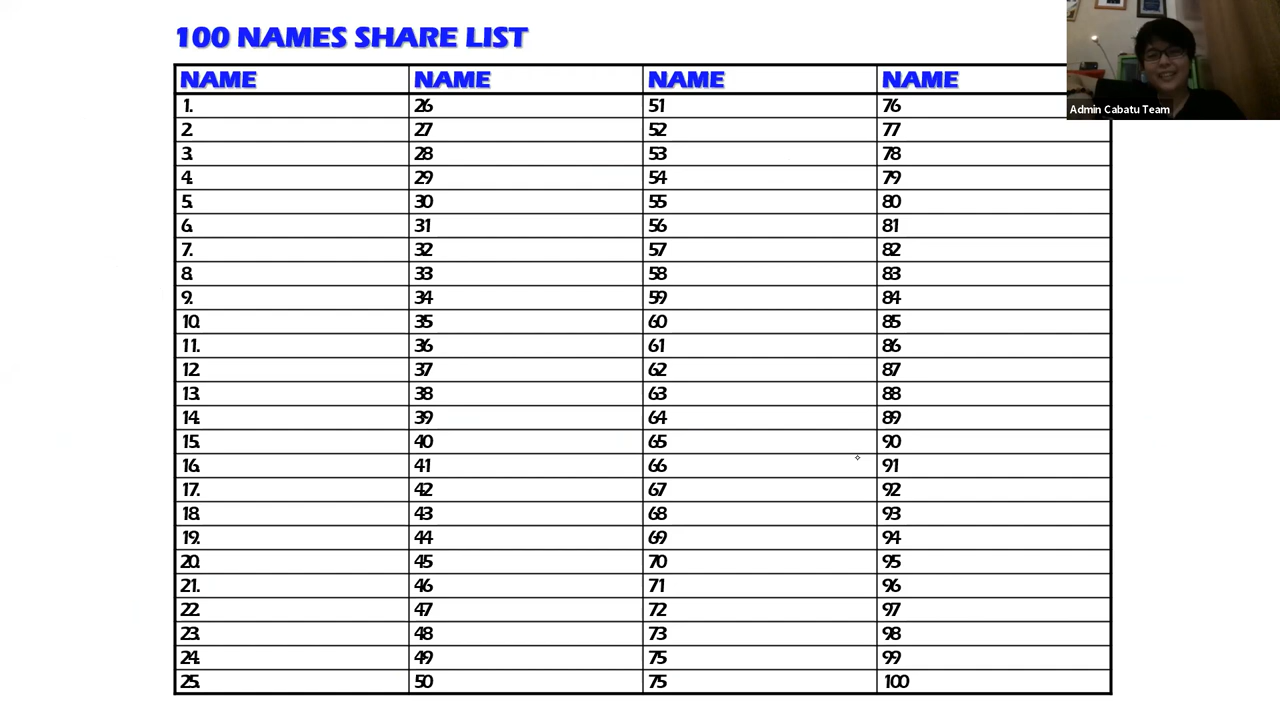 100 NAMES SHARE LIST
NAME NAME NAME NAME
Admin Cabatu Team
1. 26 51 76
2. 27 52 77
3. 28 53 78
4. 29 54 79
5. 30 55 80
6. 31 56 81
7. 32 57 82
8. 33 58 83
9. 34 59 84
10. 35 60 85
11. 36 61 86
12. 37 62 87
13. 38 63 88
14. 39 64 89
15. 40 65 90
16. 41 66 91
17. 42 67 92
18. 43 68 93
19. 44 69 94
20. 45 70 95
21. 46 71 96
22. 47 72 97
23. 48 73 98
24. 49 75 99
25. 50 75 100